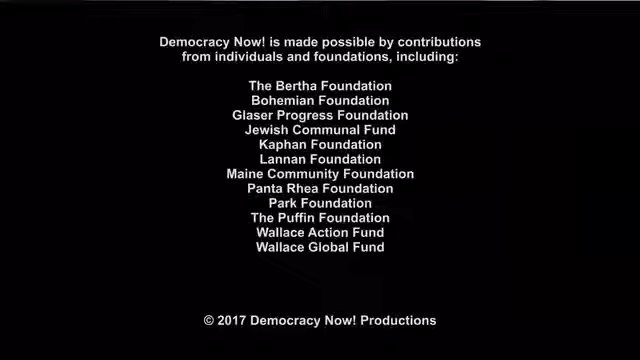 Democracy Now! is made possible by contributions
from individuals and foundations, including:
The Bertha Foundation
Bohemian Foundation
Glaser Progress Foundation
Jewish Communal Fund
Kaphan Foundation
Lannan Foundation
Maine Community Foundation
Panta Rhea Foundation
Park Foundation
The Puffin Foundation
Wallace Action Fund
Wallace Global Fund
© 2017 Democracy Now! Productions